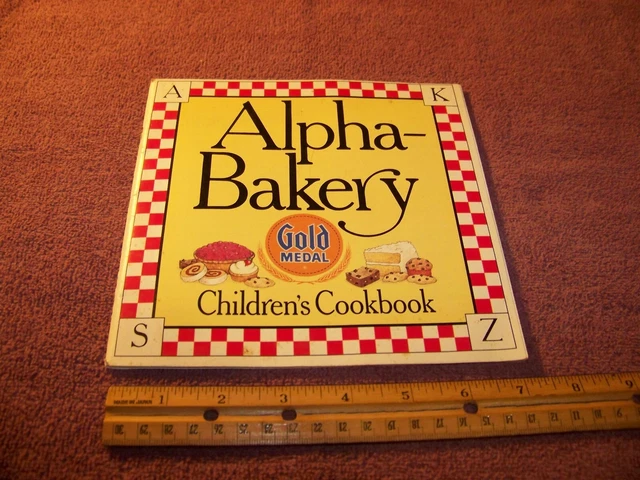 A K
Alpha-
Bakery
Gold
MEDAL
Children's Cookbook
S Z
1 2 3 4 5 6 7 8 9